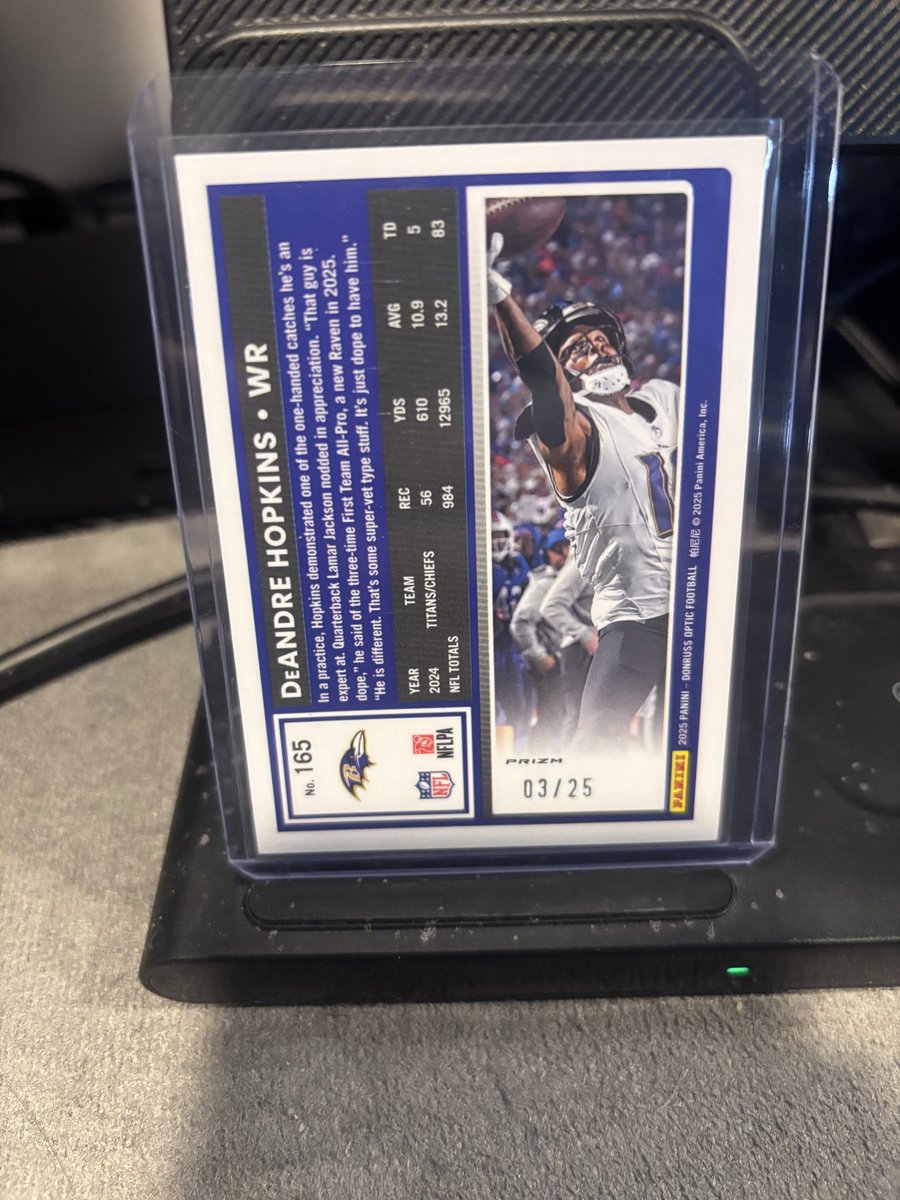 No. 165
NFL
NFLPA
DeANDRE HOPKINS • WR
In a practice, Hopkins demonstrated one of the one-handed catches he's an
expert at. Quarterback Lamar Jackson nodded in appreciation. "That guy is
dope," he said of the three-time First Team All-Pro, a new Raven in 2025.
"He is different. That's some super-vet type stuff. It's just dope to have him."
YEAR TEAM REC YDS AVG TD
2024 TITANS/CHIEFS 56 610 10.9 5
NFL TOTALS 984 12965 13.2 83
PRIZM
03/25
PANINI 2025 PANINI – DONRUSS OPTIC FOOTBALL 帕尼尼 © 2025 Panini America, Inc.